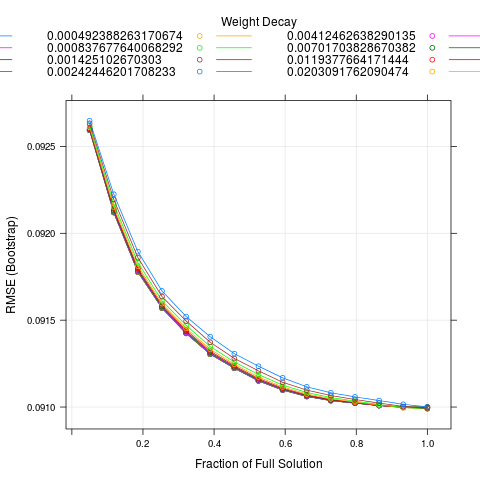 Weight Decay
0.000492388263170674 0.00412462638290135
0.000837677640068292 0.00701703828670382
0.001425102670303 0.0119377664171444
0.00242446201708233 0.0203091762090474
0.0925
0.0920
0.0915
0.0910
RMSE (Bootstrap)
0.2 0.4 0.6 0.8 1.0
Fraction of Full Solution